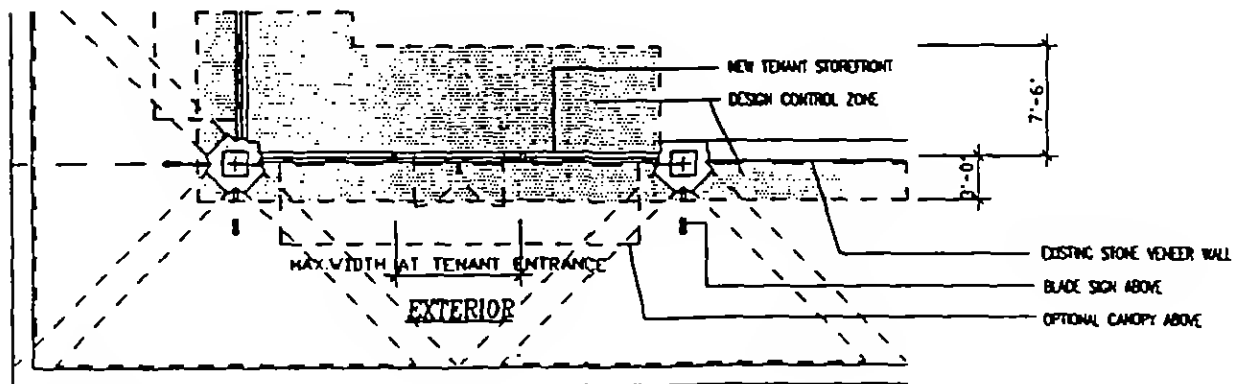 NEW TENANT STOREFRONT
DESIGN CONTROL ZONE
7'-6"
3'-0"
EXISTING STONE VENEER WALL
MAX.WIDTH AT TENANT ENTRANCE
BLADE SIGN ABOVE
EXTERIOR
OPTIONAL CANOPY ABOVE